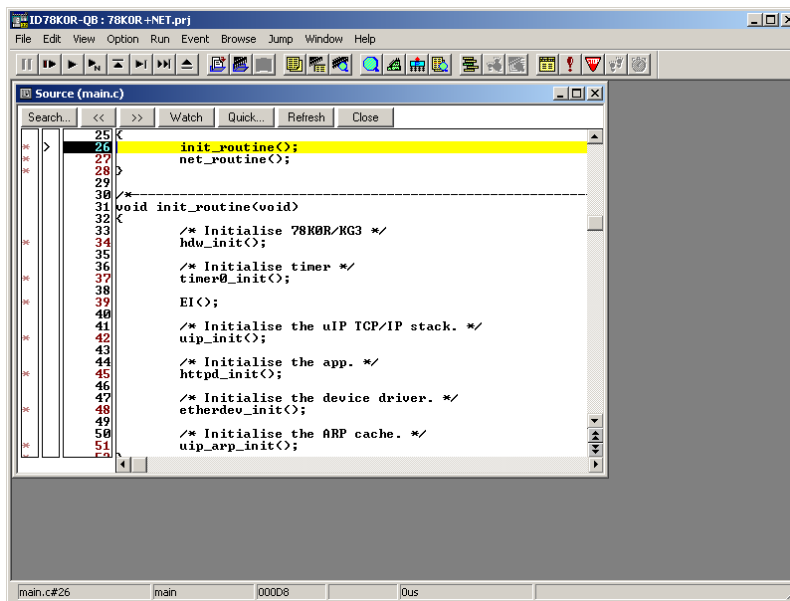 ID78K0R-QB : 78K0R+NET.prj
File Edit View Option Run Event Browse Jump Window Help
Source (main.c)
Search... << >> Watch Quick... Refresh Close
25 {
* > 26 init_routine();
* 27 net_routine();
* 28 }
29
30 /*--------------------------------------------------------
31 void init_routine(void)
32 {
33 /* Initialise 78K0R/KG3 */
* 34 hdw_init();
35
36 /* Initialise timer */
* 37 timer0_init();
38
* 39 EI();
40
41 /* Initialise the uIP TCP/IP stack. */
* 42 uip_init();
43
44 /* Initialise the app. */
* 45 httpd_init();
46
47 /* Initialise the device driver. */
* 48 etherdev_init();
49
50 /* Initialise the ARP cache. */
* 51 uip_arp_init();
main.c#26 main 000D8 0us